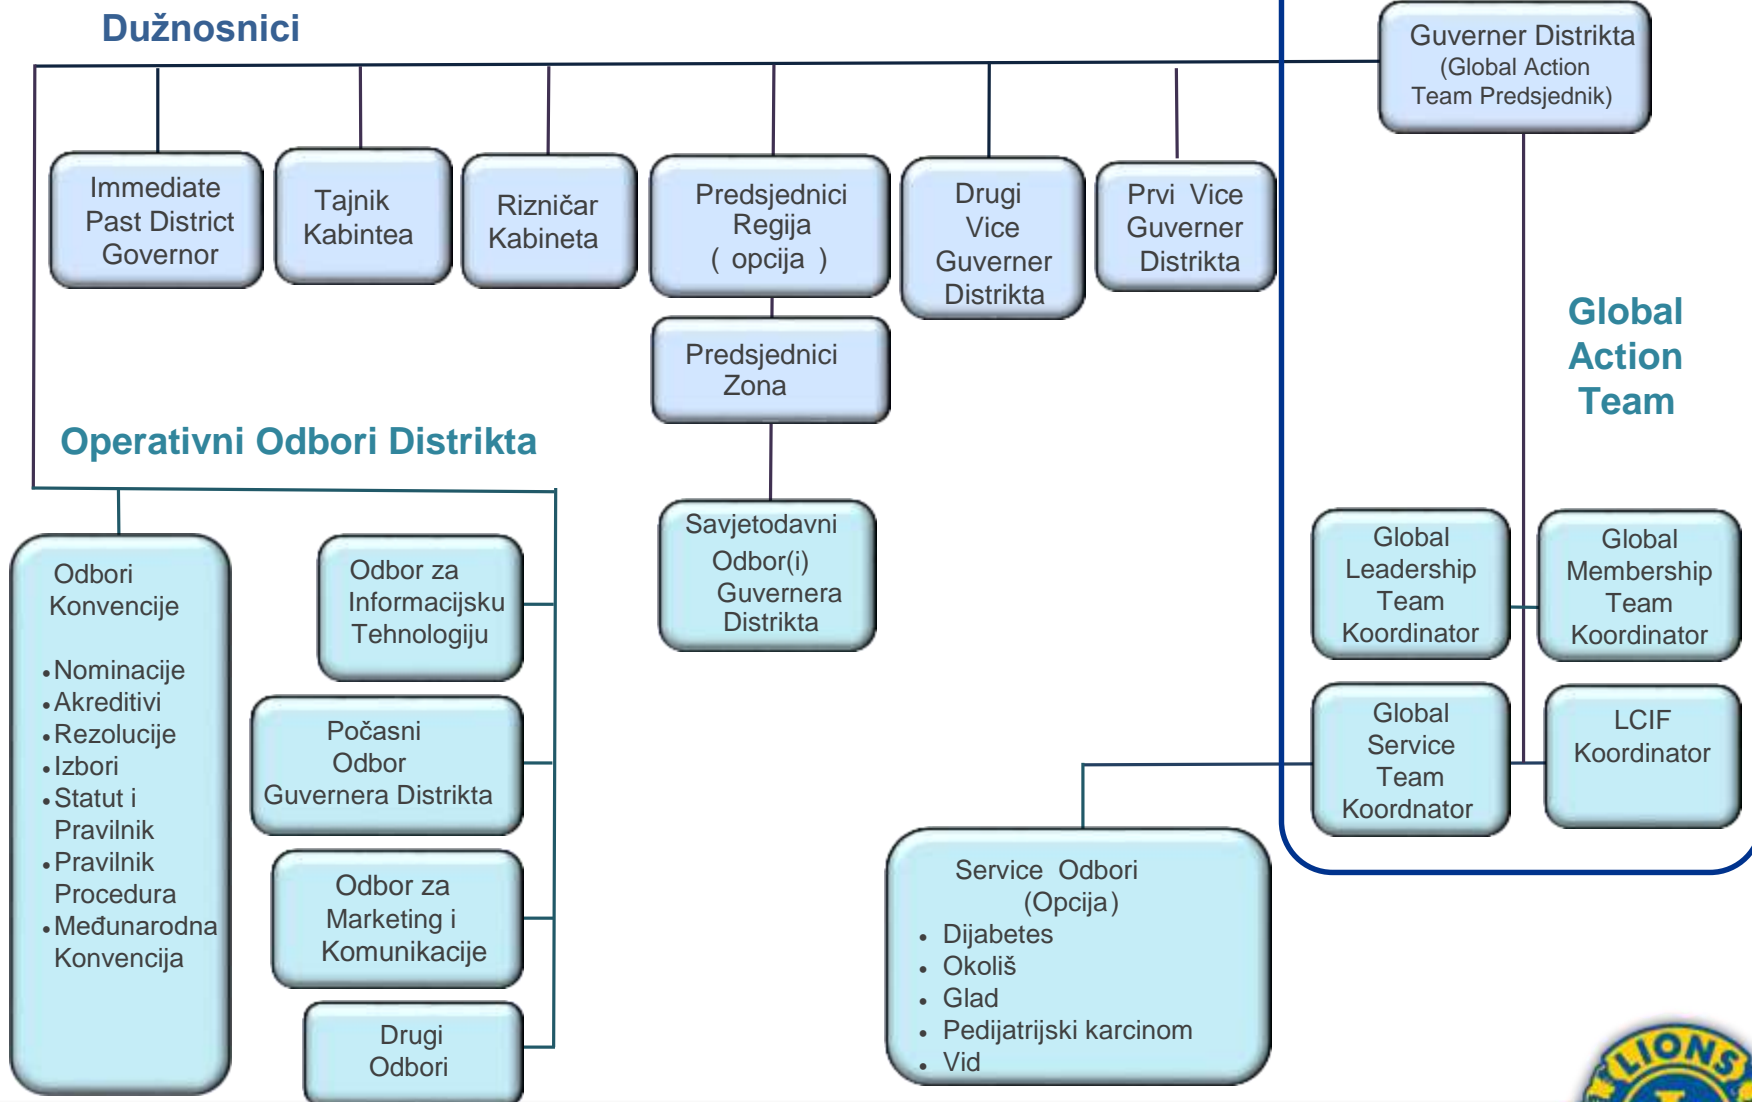 Dužnosnici
Guverner Distrikta
(Global Action
Team Predsjednik)
Immediate
Past District
Governor
Tajnik
Kabintea
Rizničar
Kabineta
Predsjednici
Regija
( opcija )
Drugi
Vice
Guverner
Distrikta
Prvi Vice
Guverner
Distrikta
Predsjednici
Zona
Global
Action
Team
Operativni Odbori Distrikta
Savjetodavni
Odbor(i)
Guvernera
Distrikta
Odbori
Konvencije
• Nominacije
• Akreditivi
• Rezolucije
• Izbori
• Statut i
Pravilnik
• Pravilnik
Procedura
• Međunarodna
Konvencija
Odbor za
Informacijsku
Tehnologiju
Počasni
Odbor
Guvernera Distrikta
Odbor za
Marketing i
Komunikacije
Drugi
Odbori
Global
Leadership
Team
Koordinator
Global
Membership
Team
Koordinator
Global
Service
Team
Koordnator
LCIF
Koordinator
Service Odbori
(Opcija)
• Dijabetes
• Okoliš
• Glad
• Pedijatrijski karcinom
• Vid
LIONS
L